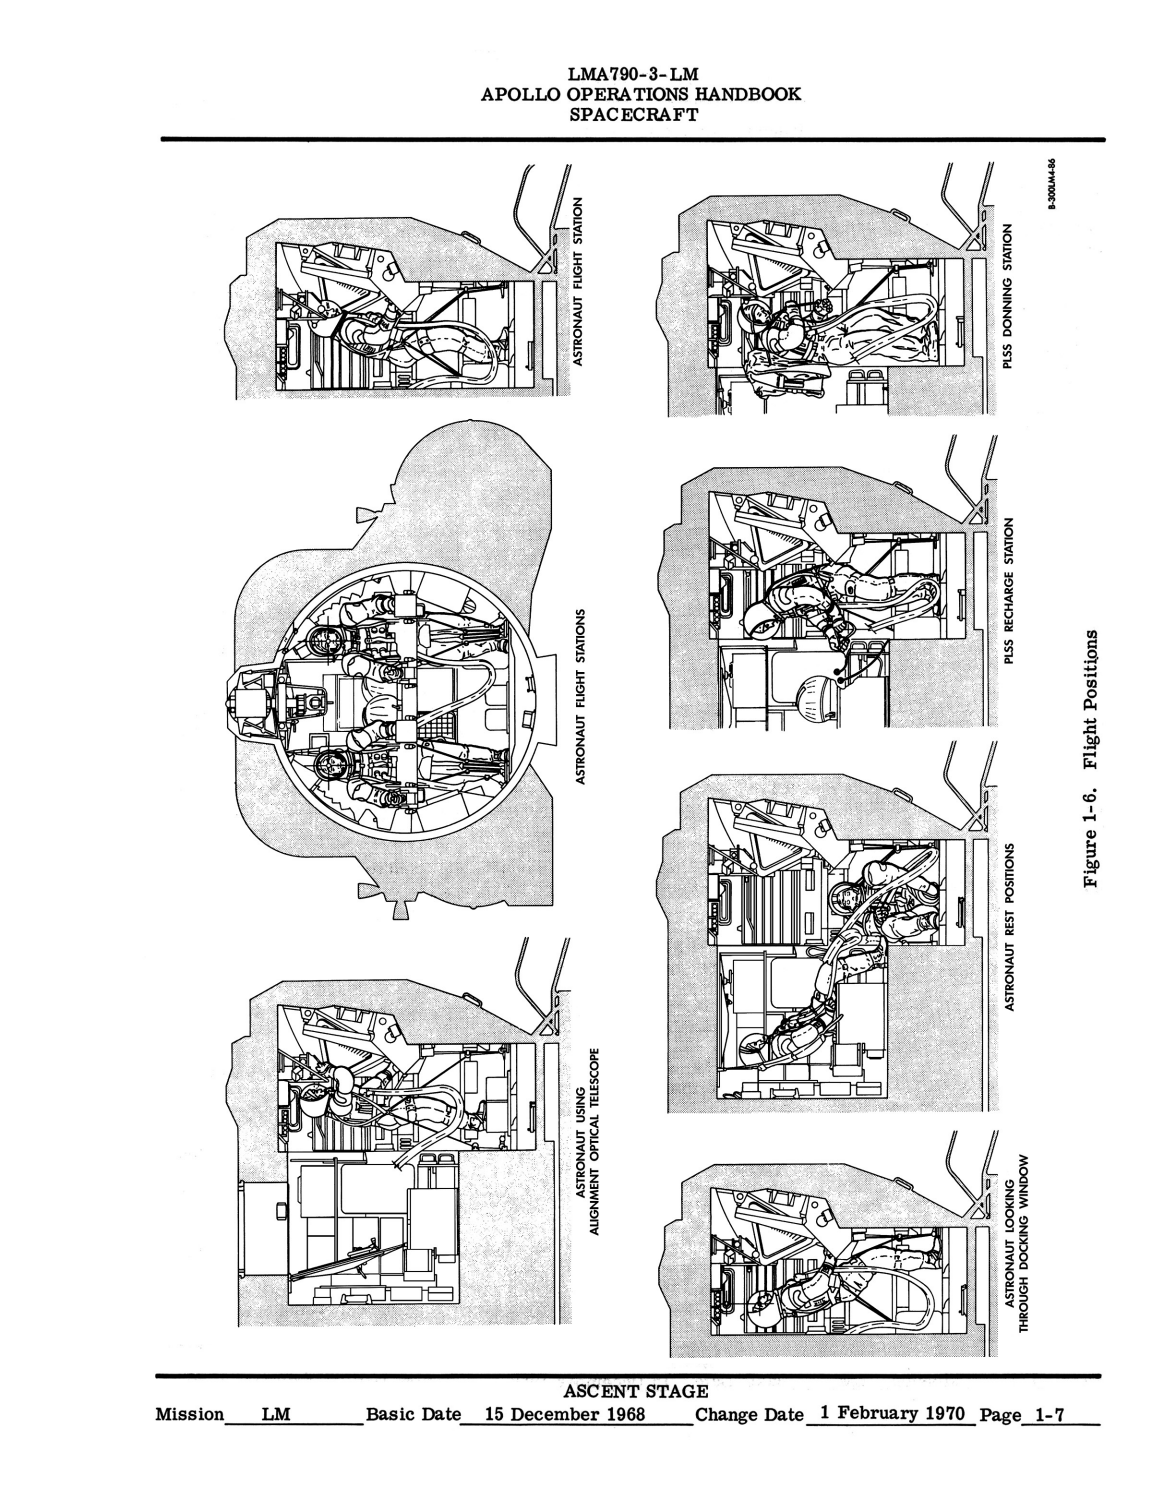 LMA790-3-LM
APOLLO OPERATIONS HANDBOOK
SPACECRAFT
ASTRONAUT USING
ALIGNMENT OPTICAL TELESCOPE
ASTRONAUT FLIGHT STATIONS
ASTRONAUT FLIGHT STATION
ASTRONAUT LOOKING
THROUGH DOCKING WINDOW
ASTRONAUT REST POSITIONS
PLSS RECHARGE STATION
PLSS DONNING STATION
B-300LM4-86
Figure 1-6. Flight Positions
ASCENT STAGE
Mission LM Basic Date 15 December 1968 Change Date 1 February 1970 Page 1-7